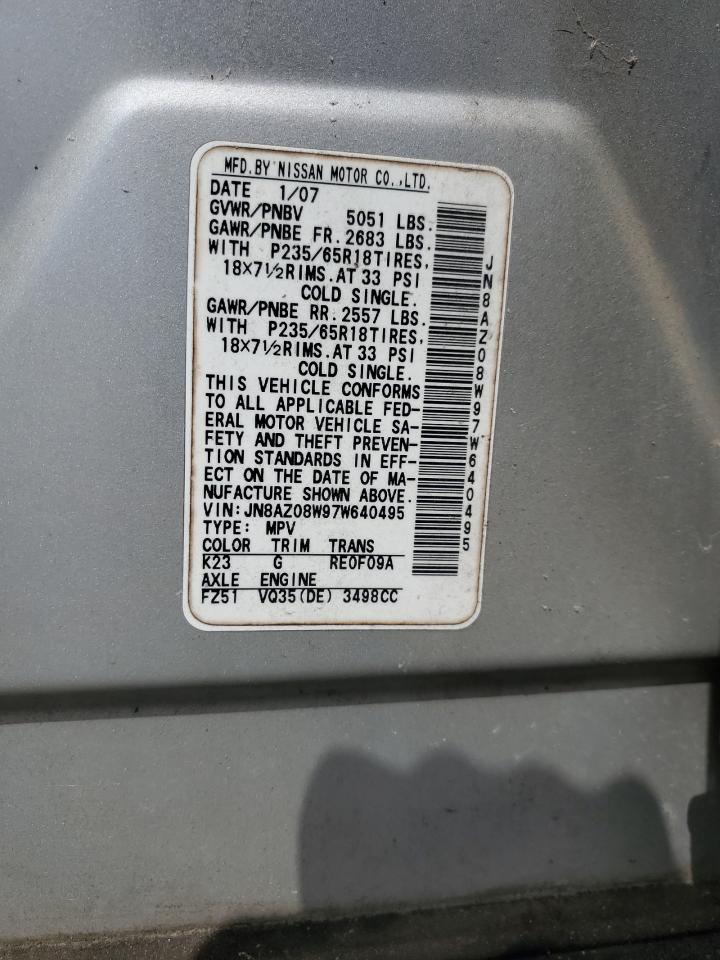 MFD.BY NISSAN MOTOR CO.,LTD.
DATE 1/07
GVWR/PNBV 5051 LBS.
GAWR/PNBE FR.2683 LBS.
WITH P235/65R18TIRES,
18×7½RIMS.AT 33 PSI
COLD SINGLE.
GAWR/PNBE RR.2557 LBS.
WITH P235/65R18TIRES,
18×7½RIMS.AT 33 PSI
COLD SINGLE.
THIS VEHICLE CONFORMS
TO ALL APPLICABLE FED-
ERAL MOTOR VEHICLE SA-
FETY AND THEFT PREVEN-
TION STANDARDS IN EFF-
ECT ON THE DATE OF MA-
NUFACTURE SHOWN ABOVE.
VIN:JN8AZ08W97W640495
TYPE: MPV
COLOR TRIM TRANS
K23 G RE0F09A
AXLE ENGINE
FZ51 VQ35(DE) 3498CC
JN8AZ08W97W640495